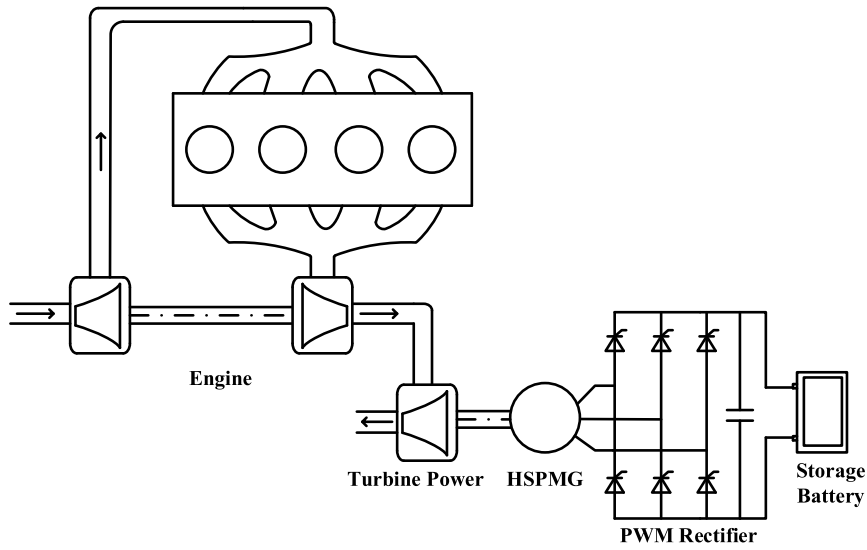 Engine
Turbine Power
HSPMG
Storage
Battery
PWM Rectifier